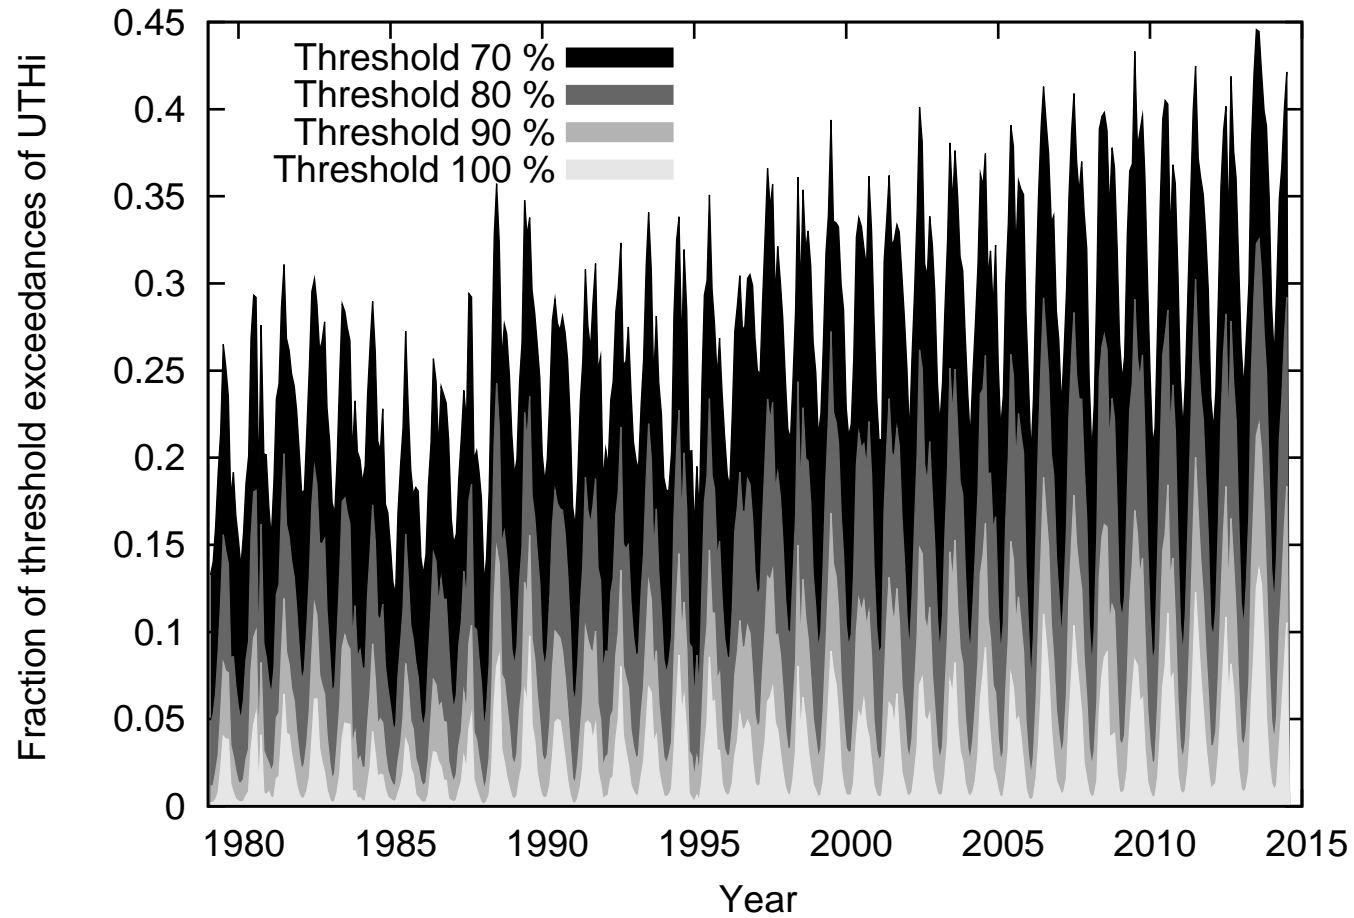 Fraction of threshold exceedances of UTHi
0.45
0.4
0.35
0.3
0.25
0.2
0.15
0.1
0.05
0
Threshold 70 %
Threshold 80 %
Threshold 90 %
Threshold 100 %
1980 1985 1990 1995 2000 2005 2010 2015
Year